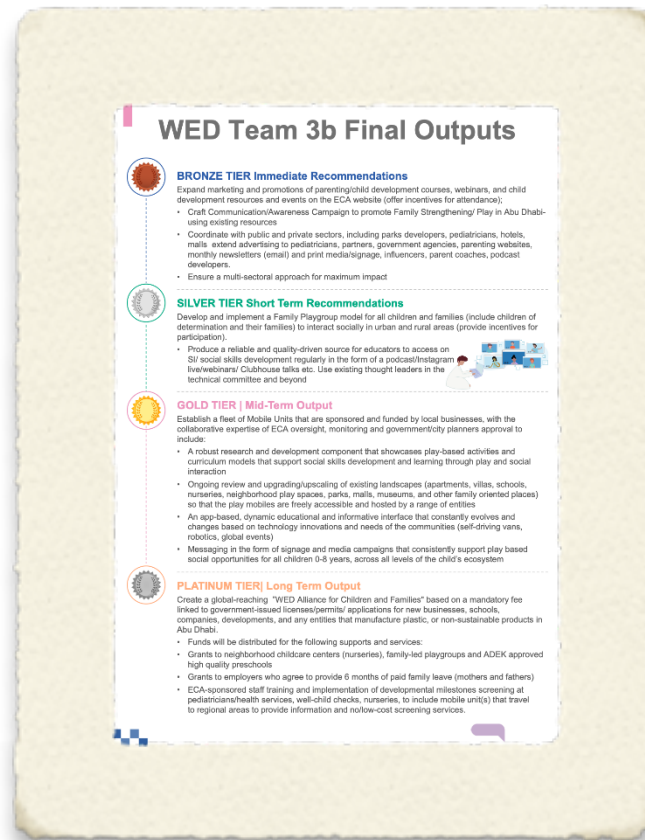 WED Team 3b Final Outputs
BRONZE TIER Immediate Recommendations
Expand marketing and promotions of parenting/child development courses, webinars, and child
development resources and events on the ECA website (offer incentives for attendance);
• Craft Communication/Awareness Campaign to promote Family Strengthening/ Play in Abu Dhabi-
using existing resources
• Coordinate with public and private sectors, including parks developers, pediatricians, hotels,
malls extend advertising to pediatricians, partners, government agencies, parenting websites,
monthly newsletters (email) and print media/signage, influencers, parent coaches, podcast
developers.
• Ensure a multi-sectoral approach for maximum impact
SILVER TIER Short Term Recommendations
Develop and implement a Family Playgroup model for all children and families (include children of
determination and their families) to interact socially in urban and rural areas (provide incentives for
participation).
• Produce a reliable and quality-driven source for educators to access on
SI/ social skills development regularly in the form of a podcast/Instagram
live/webinars/ Clubhouse talks etc. Use existing thought leaders in the
technical committee and beyond
GOLD TIER | Mid-Term Output
Establish a fleet of Mobile Units that are sponsored and funded by local businesses, with the
collaborative expertise of ECA oversight, monitoring and government/city planners approval to
include:
• A robust research and development component that showcases play-based activities and
curriculum models that support social skills development and learning through play and social
interaction
• Ongoing review and upgrading/upscaling of existing landscapes (apartments, villas, schools,
nurseries, neighborhood play spaces, parks, malls, museums, and other family oriented places)
so that the play mobiles are freely accessible and hosted by a range of entities
• An app-based, dynamic educational and informative interface that constantly evolves and
changes based on technology innovations and needs of the communities (self-driving vans,
robotics, global events)
• Messaging in the form of signage and media campaigns that consistently support play based
social opportunities for all children 0-8 years, across all levels of the child's ecosystem
PLATINUM TIER| Long Term Output
Create a global-reaching "WED Alliance for Children and Families" based on a mandatory fee
linked to government-issued licenses/permits/ applications for new businesses, schools,
companies, developments, and any entities that manufacture plastic, or non-sustainable products in
Abu Dhabi.
• Funds will be distributed for the following supports and services:
• Grants to neighborhood childcare centers (nurseries), family-led playgroups and ADEK approved
high quality preschools
• Grants to employers who agree to provide 6 months of paid family leave (mothers and fathers)
• ECA-sponsored staff training and implementation of developmental milestones screening at
pediatricians/health services, well-child checks, nurseries, to include mobile unit(s) that travel
to regional areas to provide information and no/low-cost screening services.